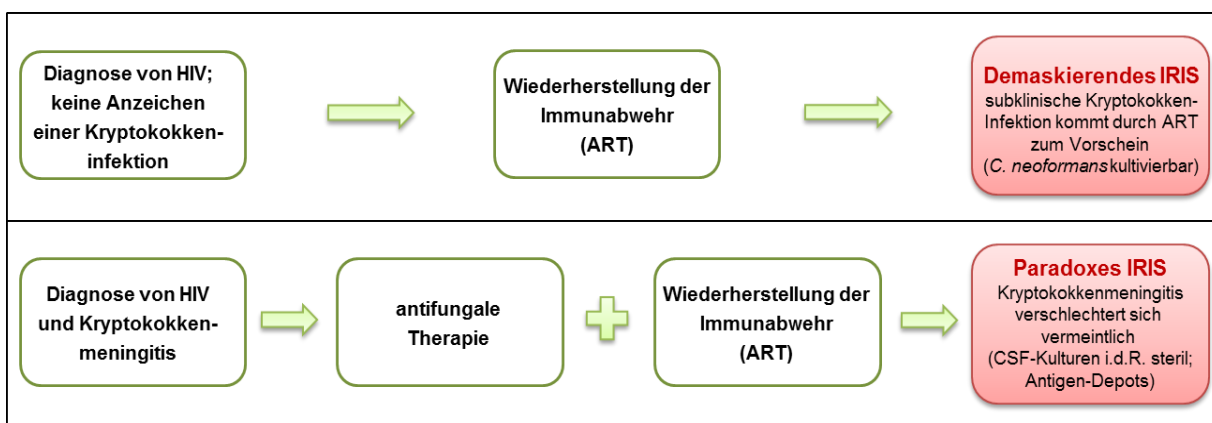 Diagnose von HIV;
keine Anzeichen
einer Kryptokokken-
infektion
Wiederherstellung der
Immunabwehr
(ART)
Demaskierendes IRIS
subklinische Kryptokokken-
Infektion kommt durch ART
zum Vorschein
(C. neoformanskultivierbar)
Diagnose von HIV
und Kryptokokken-
meningitis
antifungale
Therapie
Wiederherstellung der
Immunabwehr
(ART)
Paradoxes IRIS
Kryptokokkenmeningitis
verschlechtert sich
vermeintlich
(CSF-Kulturen i.d.R. steril;
Antigen-Depots)